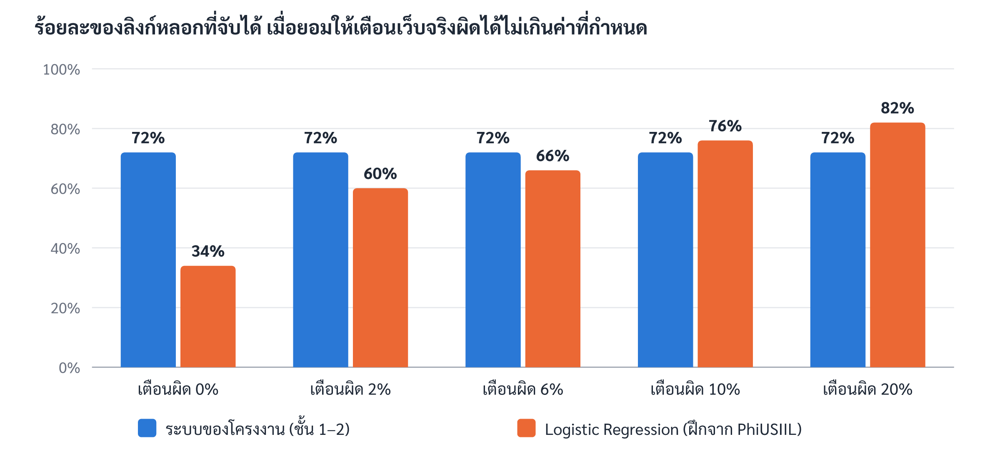 ร้อยละของลิงก์หลอกที่จับได้ เมื่อยอมให้เตือนเว็บจริงผิดได้ไม่เกินค่าที่กำหนด
100%
80%
60%
40%
20%
0%
72%
34%
72%
60%
72%
66%
72%
76%
72%
82%
เตือนผิด 0%
เตือนผิด 2%
เตือนผิด 6%
เตือนผิด 10%
เตือนผิด 20%
ระบบของโครงงาน (ชั้น 1–2)
Logistic Regression (ฝึกจาก PhiUSIIL)